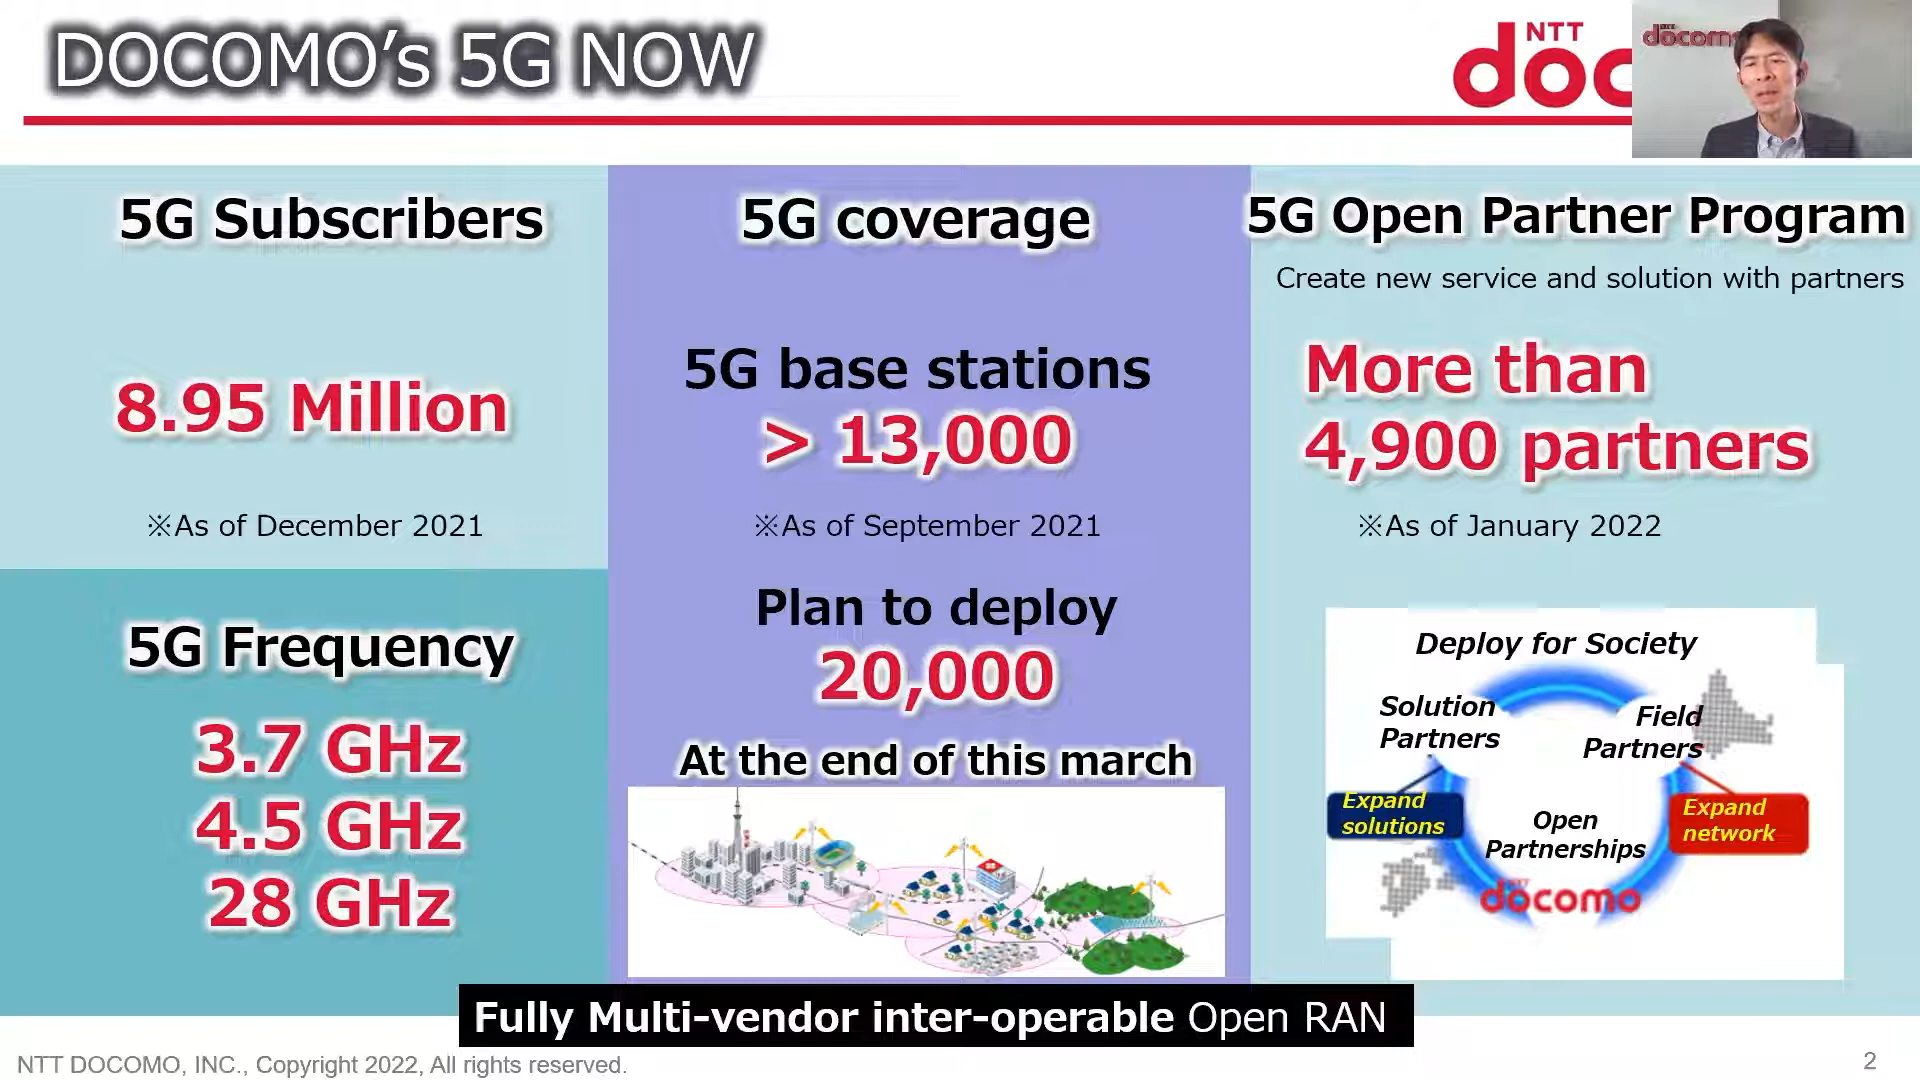 DOCOMO’s 5G NOW
NTT
doc
NTT
docomo
5G Subscribers
8.95 Million
※As of December 2021
5G Frequency
3.7 GHz
4.5 GHz
28 GHz
5G coverage
5G base stations
> 13,000
※As of September 2021
Plan to deploy
20,000
At the end of this march
5G Open Partner Program
Create new service and solution with partners
More than
4,900 partners
※As of January 2022
Deploy for Society
Solution
Partners
Field
Partners
Expand
solutions
Expand
network
Open
Partnerships
NTT
docomo
Fully Multi-vendor inter-operable Open RAN
NTT DOCOMO, INC., Copyright 2022, All rights reserved.
2